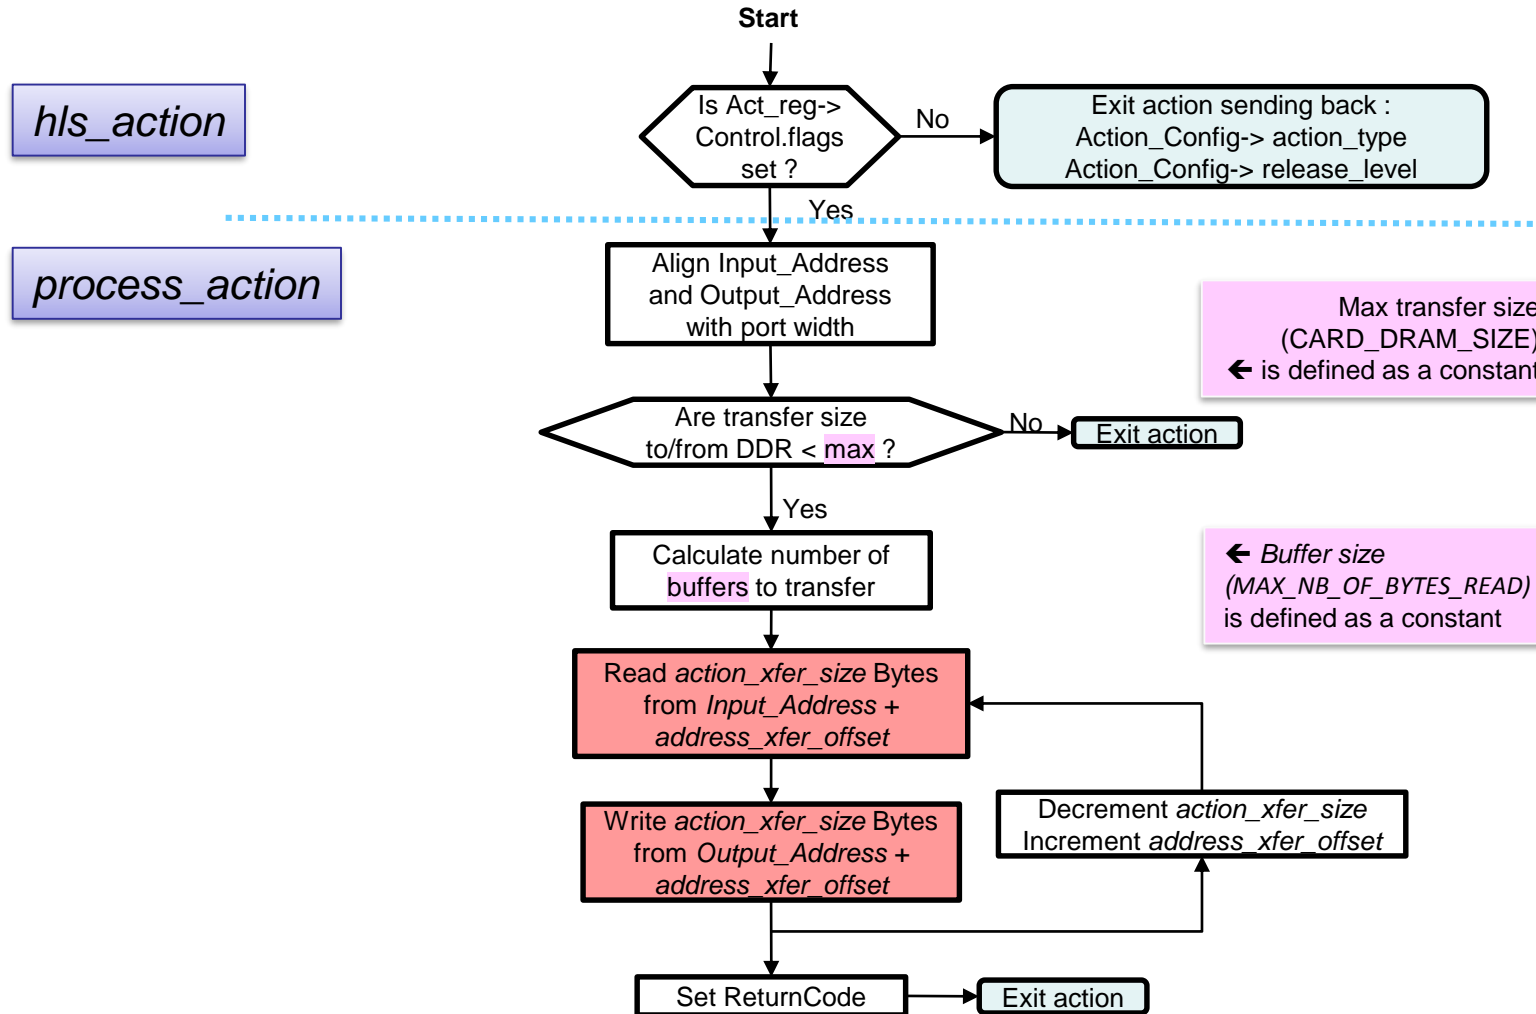 Start
hls_action
Is Act_reg->
Control.flags
set ?
No
Exit action sending back :
Action_Config-> action_type
Action_Config-> release_level
Yes
process_action
Align Input_Address
and Output_Address
with port width
Max transfer size
(CARD_DRAM_SIZE)
← is defined as a constant
Are transfer size
to/from DDR < max ?
No
Exit action
Yes
Calculate number of
buffers to transfer
← Buffer size
(MAX_NB_OF_BYTES_READ)
is defined as a constant
Read action_xfer_size Bytes
from Input_Address +
address_xfer_offset
Write action_xfer_size Bytes
from Output_Address +
address_xfer_offset
Decrement action_xfer_size
Increment address_xfer_offset
Set ReturnCode
Exit action